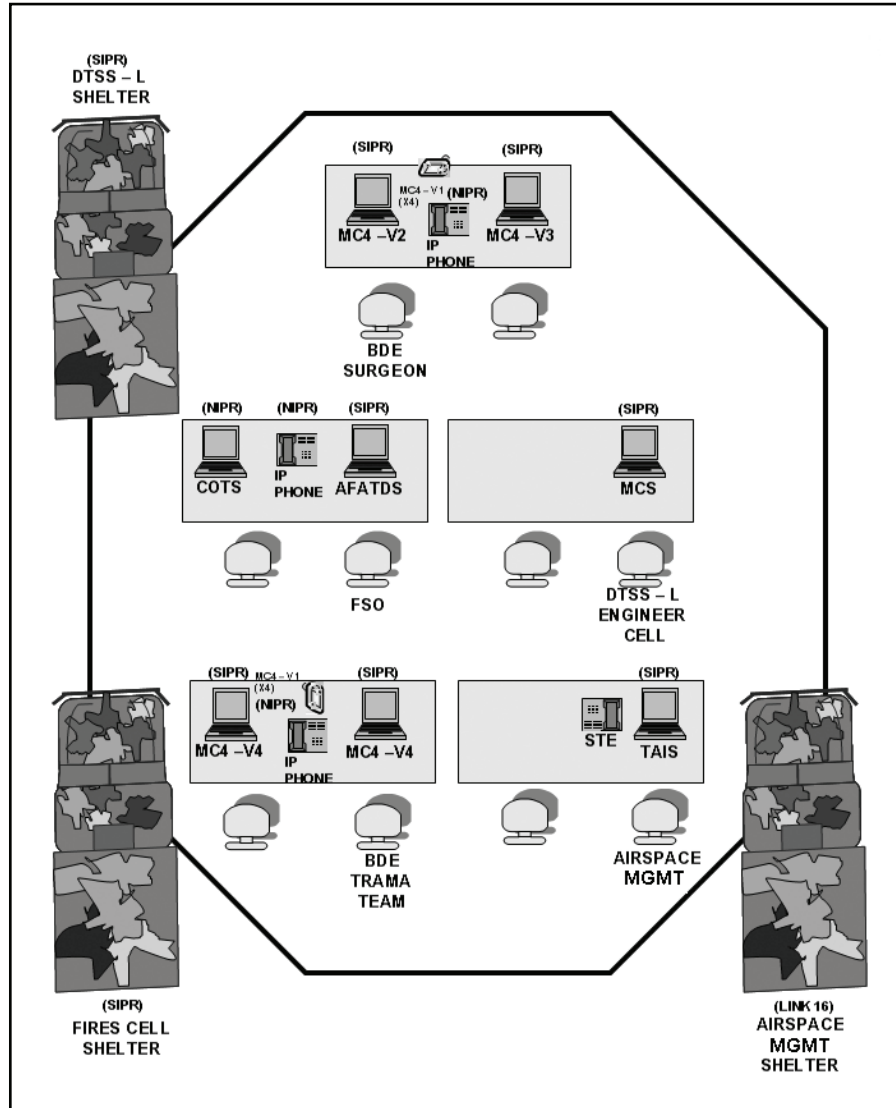 (SIPR)
DTSS – L
SHELTER
(SIPR)
(SIPR)
MC4 – V1
(X4)
(NIPR)
MC4 –V2
IP
PHONE
MC4 –V3
BDE
SURGEON
(NIPR)
(NIPR)
(SIPR)
COTS
IP
PHONE
AFATDS
(SIPR)
MCS
FSO
DTSS – L
ENGINEER
CELL
(SIPR)
MC4 – V1
(X4)
(NIPR)
(SIPR)
MC4 –V4
IP
PHONE
MC4 –V4
(SIPR)
STE
TAIS
BDE
TRAMA
TEAM
AIRSPACE
MGMT
(SIPR)
FIRES CELL
SHELTER
(LINK 16)
AIRSPACE
MGMT
SHELTER